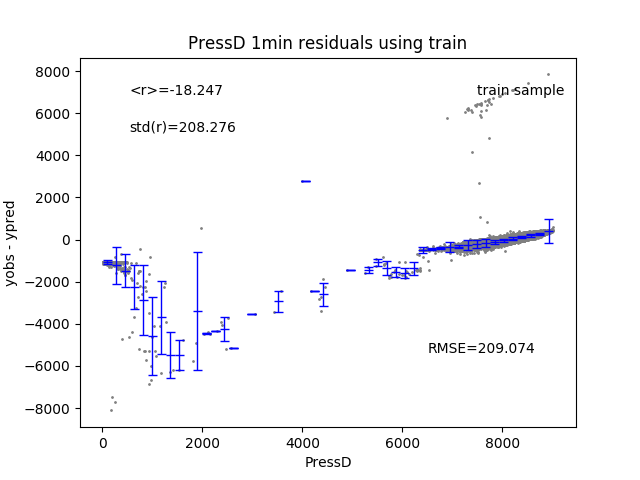 PressD 1min residuals using train
8000
<r>=-18.247
train sample
6000
std(r)=208.276
4000
2000
0
yobs - ypred
−2000
−4000
RMSE=209.074
−6000
−8000
0 2000 4000 6000 8000
PressD